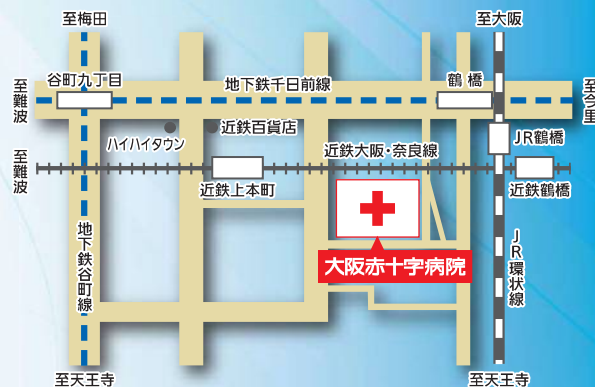 至梅田
至大阪
谷町九丁目
地下鉄千日前線
鶴橋
至難波
至今里
ハイハイタウン
近鉄百貨店
JR鶴橋
近鉄大阪・奈良線
至難波
近鉄上本町
近鉄鶴橋
地下鉄谷町線
大阪赤十字病院
JR環状線
至天王寺
至天王寺